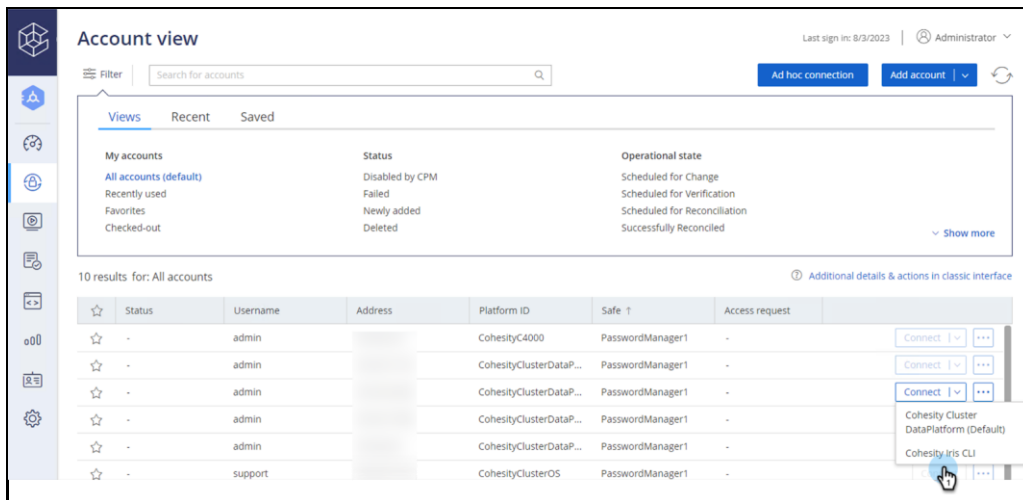 Account view
Last sign in: 8/3/2023
Administrator
Filter
Search for accounts
Ad hoc connection
Add account
Views Recent Saved
My accounts Status Operational state
All accounts (default) Disabled by CPM Scheduled for Change
Recently used Failed Scheduled for Verification
Favorites Newly added Scheduled for Reconciliation
Checked-out Deleted Successfully Reconciled
Show more
10 results for: All accounts
Additional details & actions in classic interface
Status Username Address Platform ID Safe ↑ Access request
- admin CohesityC4000 PasswordManager1 - Connect
- admin CohesityClusterDataP... PasswordManager1 - Connect
- admin CohesityClusterDataP... PasswordManager1 - Connect
- admin CohesityClusterDataP... PasswordManager1 -
- admin CohesityClusterDataP... PasswordManager1 -
- support CohesityClusterOS PasswordManager1 -
Cohesity Cluster
DataPlatform (Default)
Cohesity Iris CLI